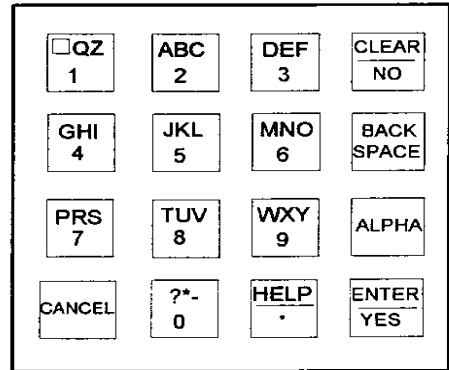 □QZ ABC DEF CLEAR
1 2 3 NO
GHI JKL MNO BACK
4 5 6 SPACE
PRS TUV WXY ALPHA
7 8 9
CANCEL ?*- HELP ENTER
0 . YES